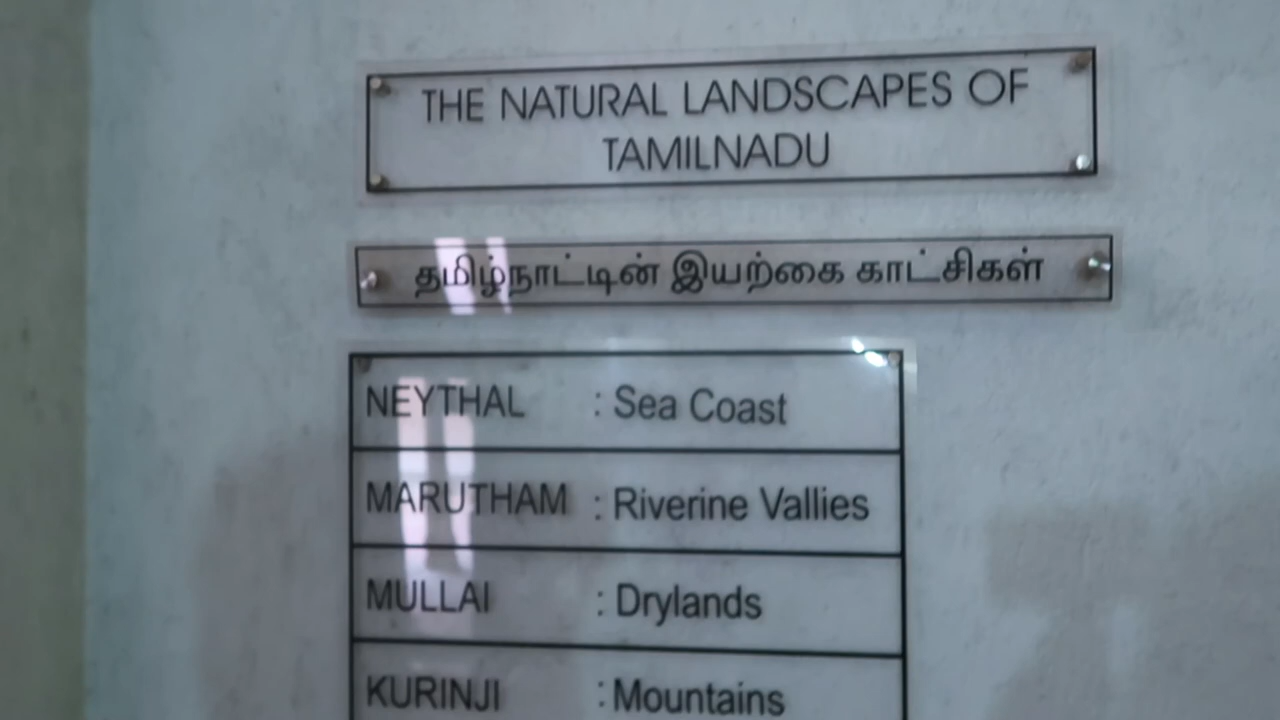 THE NATURAL LANDSCAPES OF
TAMILNADU
தமிழ்நாட்டின் இயற்கை காட்சிகள்
NEYTHAL : Sea Coast
MARUTHAM : Riverine Vallies
MULLAI : Drylands
KURINJI : Mountains